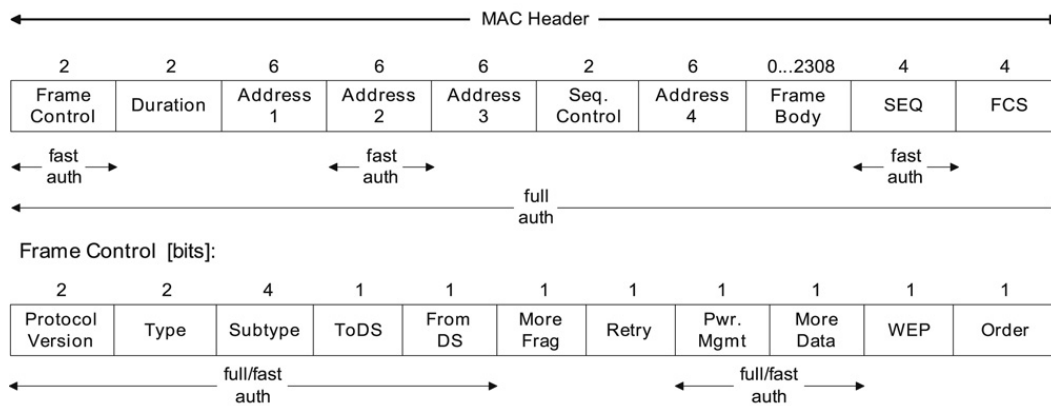 MAC Header
2 2 6 6 6 2 6 0...2308 4 4
Frame Control Duration Address 1 Address 2 Address 3 Seq. Control Address 4 Frame Body SEQ FCS
fast auth fast auth fast auth
full auth
Frame Control [bits]:
2 2 4 1 1 1 1 1 1 1 1
Protocol Version Type Subtype ToDS From DS More Frag Retry Pwr. Mgmt More Data WEP Order
full/fast auth full/fast auth